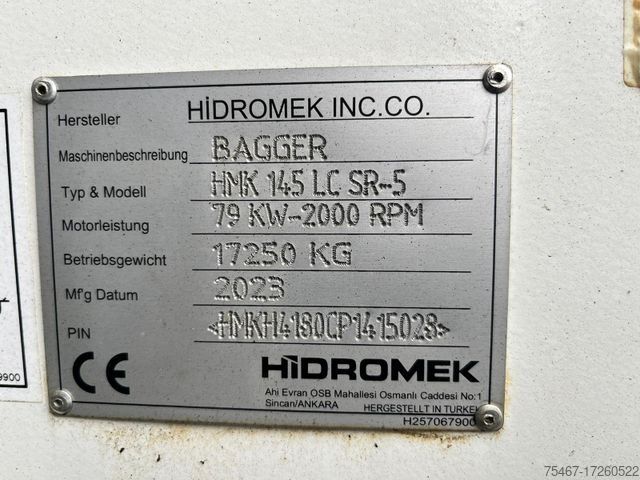 Hersteller HİDROMEK INC.CO.
Maschinenbeschreibung BAGGER
Typ & Modell HMK 145 LC SR-5
Motorleistung 79 KW-2000 RPM
Betriebsgewicht 17250 KG
Mf'g Datum 2023
PIN <HMKH4180CP1415028>
CE HİDROMEK
Ahi Evran OSB Mahallesi Osmanlı Caddesi No:1
Sincan/ANKARA HERGESTELLT IN TURKEI
H257067900
9900
75467-17260522